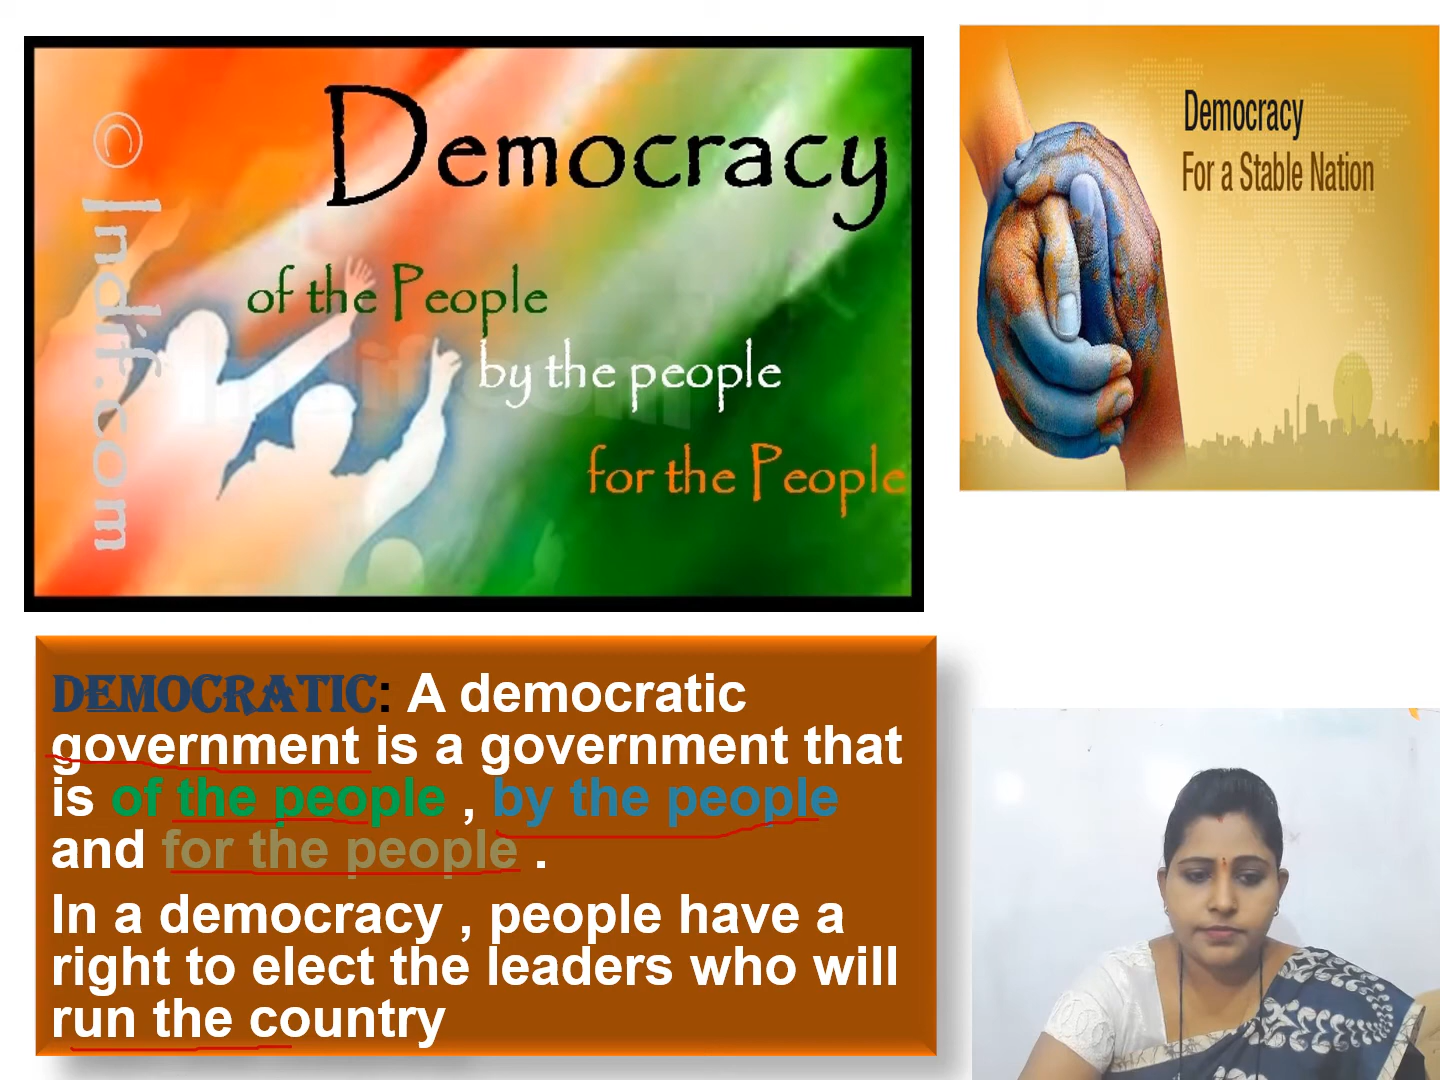 Democracy
of the People
by the people
for the People
© Indif.com
Democracy
For a Stable Nation
DEMOCRATIC: A democratic
government is a government that
is of the people , by the people
and for the people .
In a democracy , people have a
right to elect the leaders who will
run the country